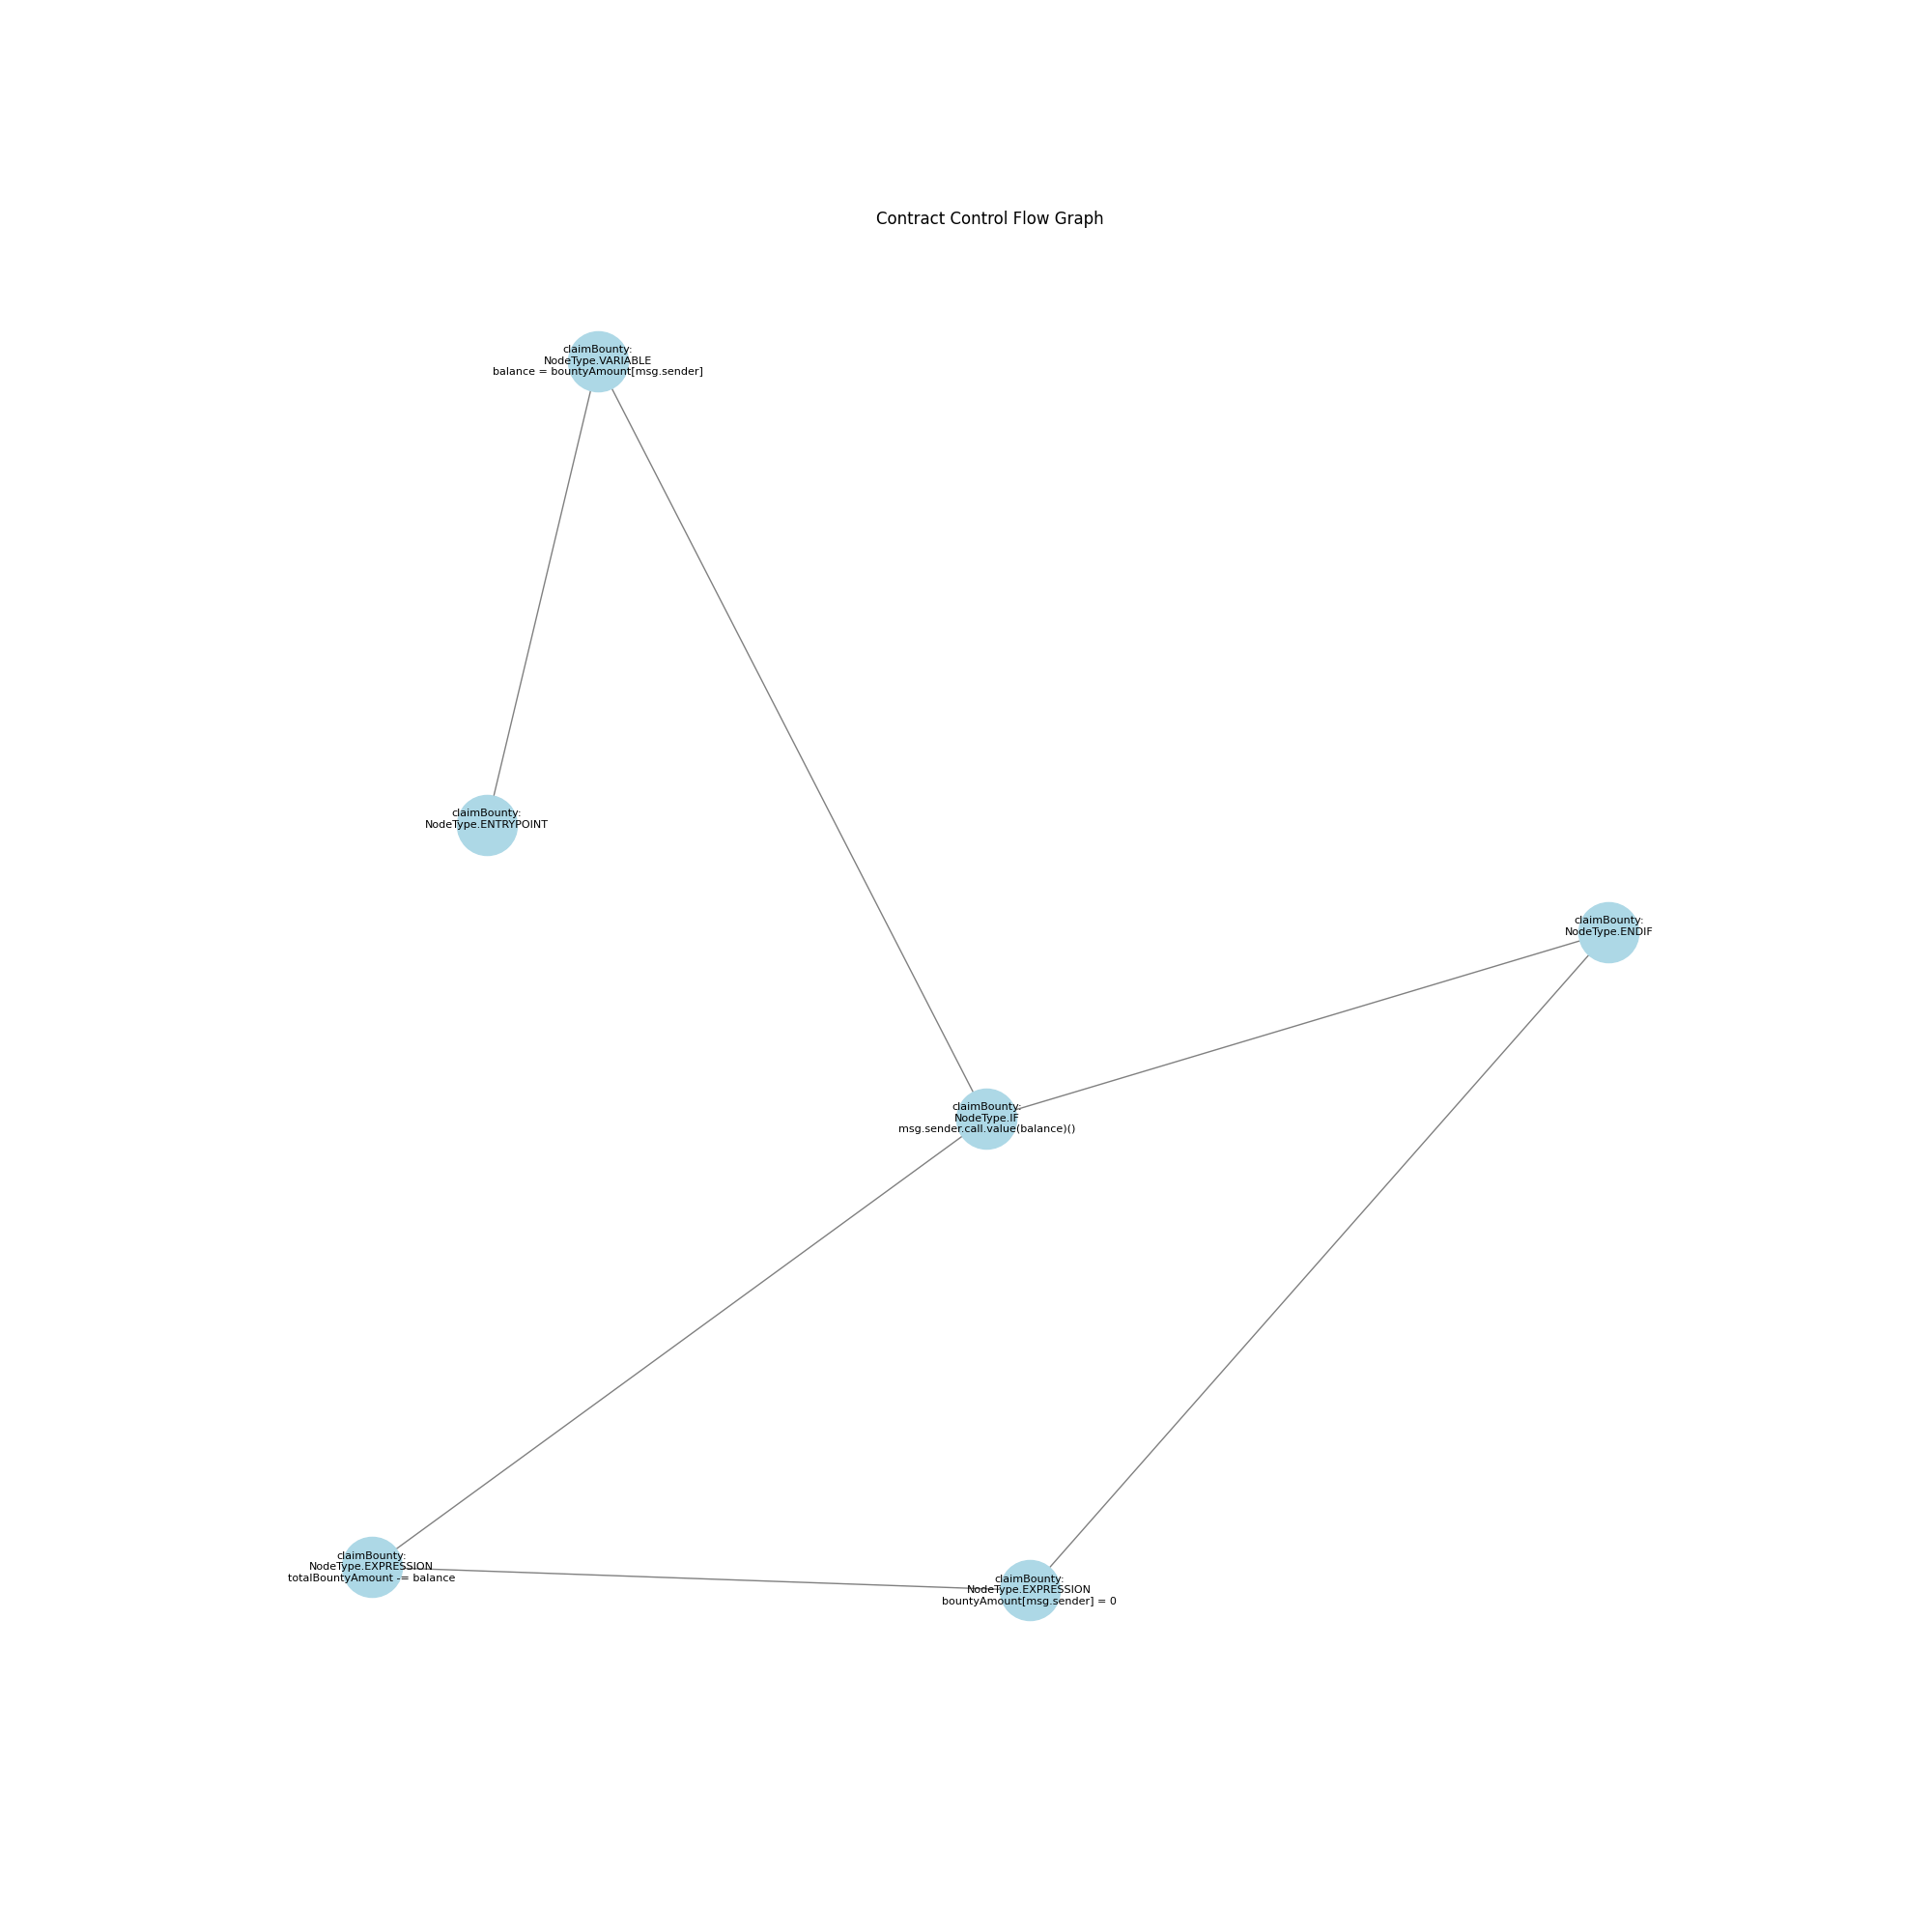 Contract Control Flow Graph
claimBounty:
NodeType.VARIABLE
balance = bountyAmount[msg.sender]
claimBounty:
NodeType.ENTRYPOINT
claimBounty:
NodeType.ENDIF
claimBounty:
NodeType.IF
msg.sender.call.value(balance)()
claimBounty:
NodeType.EXPRESSION
totalBountyAmount -= balance
claimBounty:
NodeType.EXPRESSION
bountyAmount[msg.sender] = 0